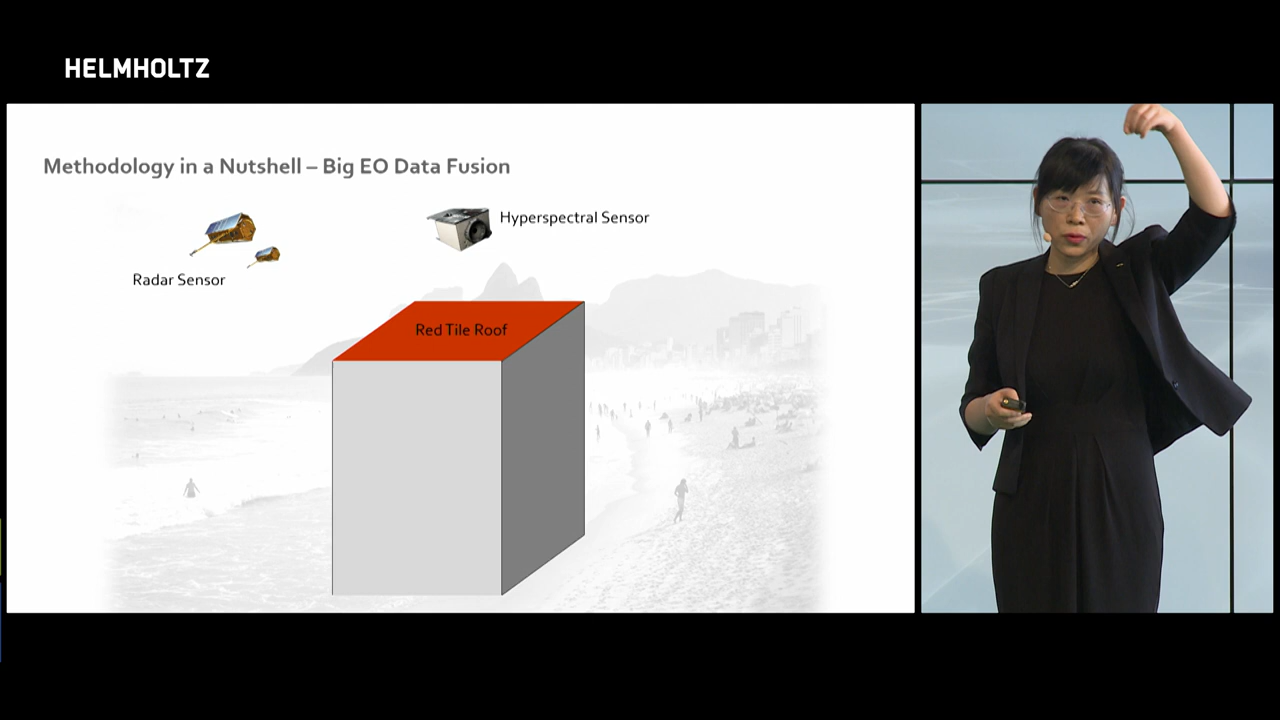 HELMHOLTZ
Methodology in a Nutshell – Big EO Data Fusion
Hyperspectral Sensor
Radar Sensor
Red Tile Roof